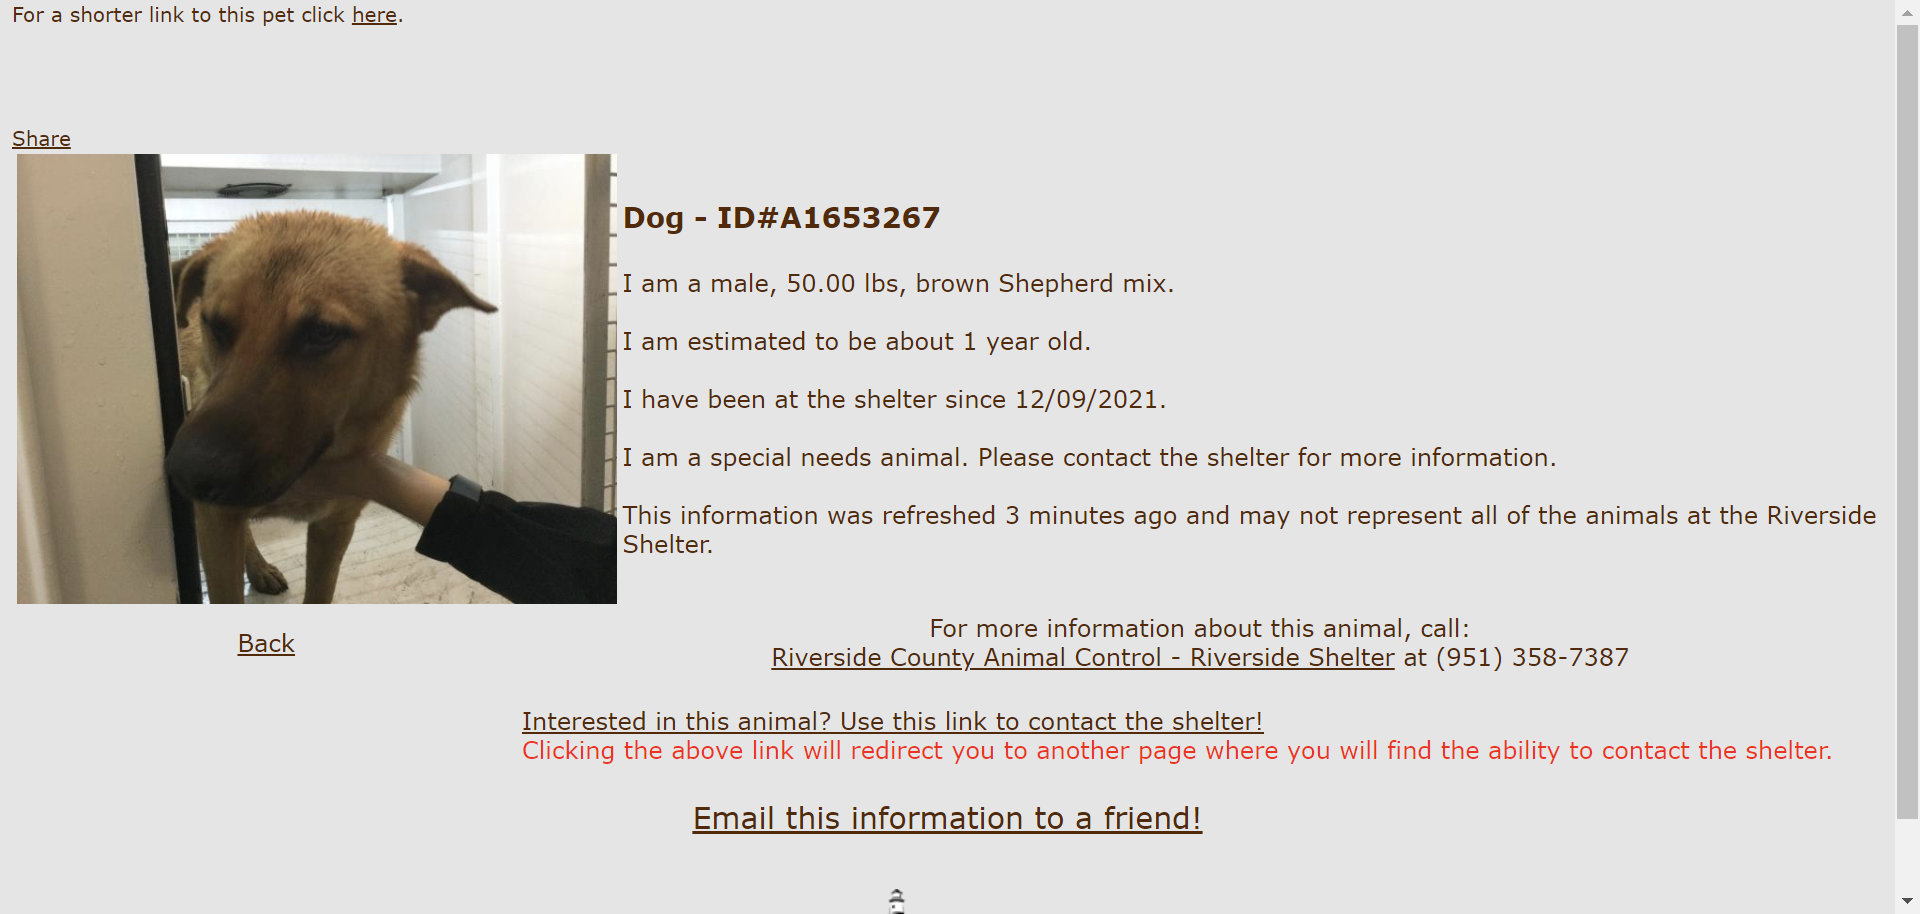 For a shorter link to this pet click here.
Share
Dog - ID#A1653267
I am a male, 50.00 lbs, brown Shepherd mix.
I am estimated to be about 1 year old.
I have been at the shelter since 12/09/2021.
I am a special needs animal. Please contact the shelter for more information.
This information was refreshed 3 minutes ago and may not represent all of the animals at the Riverside
Shelter.
Back
For more information about this animal, call:
Riverside County Animal Control - Riverside Shelter at (951) 358-7387
Interested in this animal? Use this link to contact the shelter!
Clicking the above link will redirect you to another page where you will find the ability to contact the shelter.
Email this information to a friend!